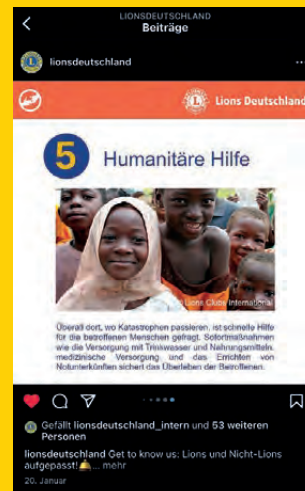 LIONSDEUTSCHLAND
Beiträge
lionsdeutschland
Lions Deutschland
5 Humanitäre Hilfe
© Lions Clubs International
Überall dort, wo Katastrophen passieren, ist schnelle Hilfe
für die betroffenen Menschen gefragt. Sofortmaßnahmen
wie die Versorgung mit Trinkwasser und Nahrungsmitteln,
medizinische Versorgung und das Errichten von
Notunterkünften sichert das Überleben der Betroffenen.
Gefällt lionsdeutschland_intern und 53 weiteren
Personen
lionsdeutschland Get to know us: Lions und Nicht-Lions
aufgepasst!🔔... mehr
20. Januar